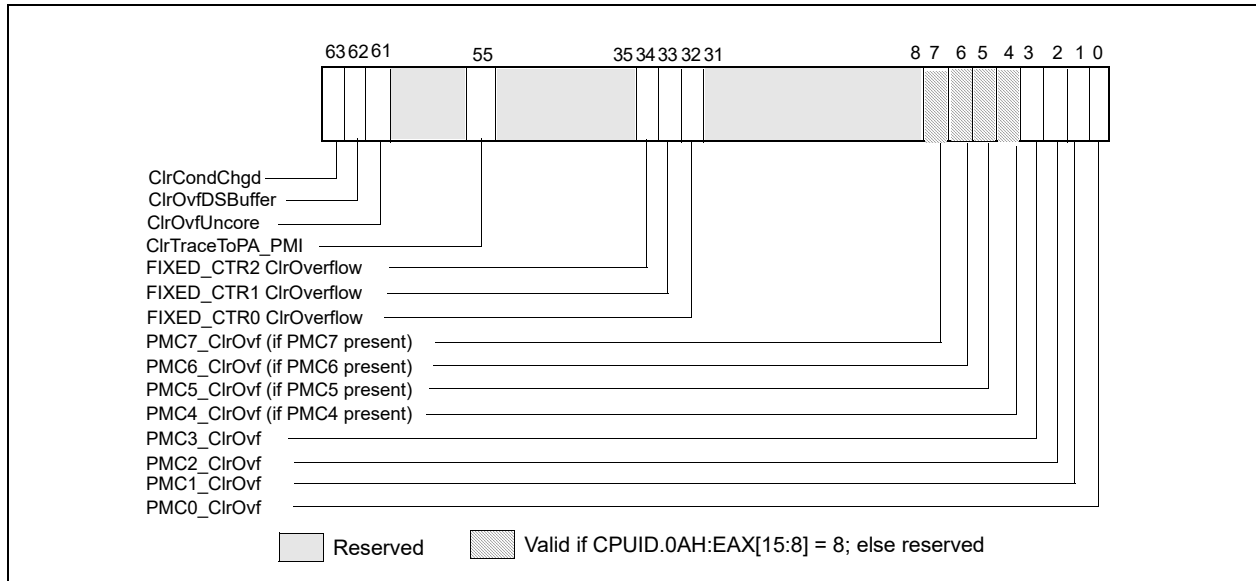 63 62 61 55 35 34 33 32 31 8 7 6 5 4 3 2 1 0
ClrCondChgd
ClrOvfDSBuffer
ClrOvfUncore
ClrTraceToPA_PMI
FIXED_CTR2 ClrOverflow
FIXED_CTR1 ClrOverflow
FIXED_CTR0 ClrOverflow
PMC7_ClrOvf (if PMC7 present)
PMC6_ClrOvf (if PMC6 present)
PMC5_ClrOvf (if PMC5 present)
PMC4_ClrOvf (if PMC4 present)
PMC3_ClrOvf
PMC2_ClrOvf
PMC1_ClrOvf
PMC0_ClrOvf
Reserved Valid if CPUID.0AH:EAX[15:8] = 8; else reserved